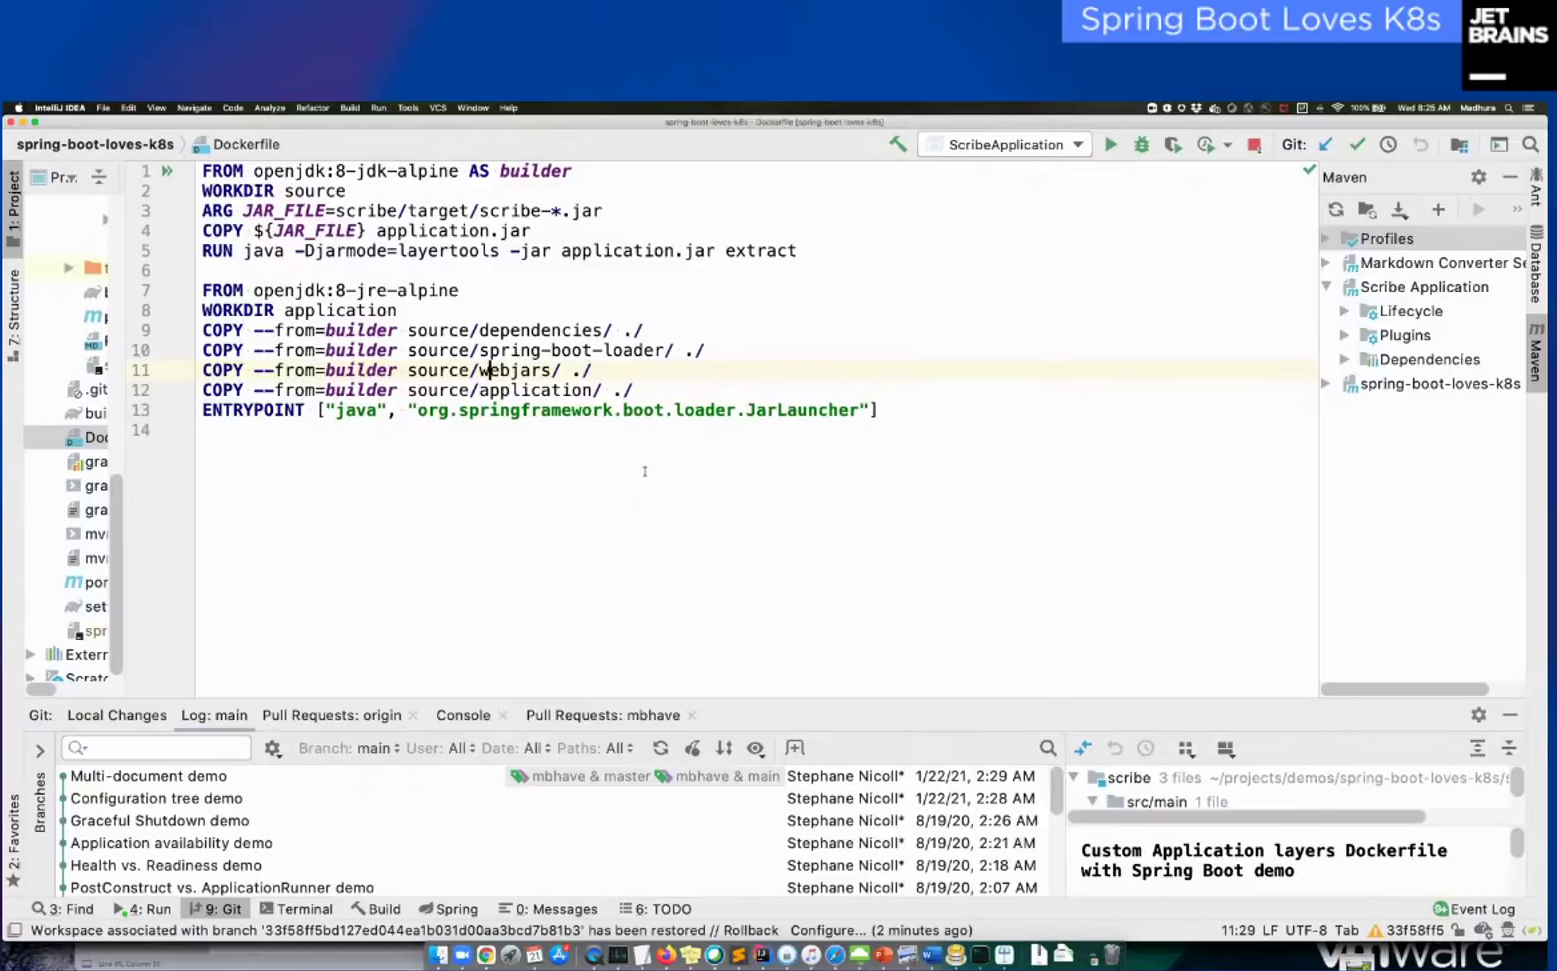 Spring Boot Loves K8s
JET
BRAINS
IntelliJ IDEA File Edit View Navigate Code Analyze Refactor Build Run Tools VCS Window Help
100% Wed 8:25 AM Madhura
spring-boot-loves-k8s – Dockerfile [spring-boot-loves-k8s]
spring-boot-loves-k8s Dockerfile
ScribeApplication
Git:
1: Project
Pr...
7: Structure
.git
bui
Doc
gra
gra
gra
mv
mv
por
set
spr
Extern
Scratc
1 FROM openjdk:8-jdk-alpine AS builder
2 WORKDIR source
3 ARG JAR_FILE=scribe/target/scribe-*.jar
4 COPY ${JAR_FILE} application.jar
5 RUN java -Djarmode=layertools -jar application.jar extract
6
7 FROM openjdk:8-jre-alpine
8 WORKDIR application
9 COPY --from=builder source/dependencies/ ./
10 COPY --from=builder source/spring-boot-loader/ ./
11 COPY --from=builder source/webjars/ ./
12 COPY --from=builder source/application/ ./
13 ENTRYPOINT ["java", "org.springframework.boot.loader.JarLauncher"]
14
Maven
Profiles
Markdown Converter Se
Scribe Application
Lifecycle
Plugins
Dependencies
spring-boot-loves-k8s
Ant
Database
Maven
Git: Local Changes Log: main Pull Requests: origin Console Pull Requests: mbhave
Branch: main User: All Date: All Paths: All
Branches
2: Favorites
Multi-document demo mbhave & master mbhave & main Stephane Nicoll* 1/22/21, 2:29 AM
Configuration tree demo Stephane Nicoll* 1/22/21, 2:28 AM
Graceful Shutdown demo Stephane Nicoll* 8/19/20, 2:26 AM
Application availability demo Stephane Nicoll* 8/19/20, 2:21 AM
Health vs. Readiness demo Stephane Nicoll* 8/19/20, 2:18 AM
PostConstruct vs. ApplicationRunner demo Stephane Nicoll* 8/19/20, 2:07 AM
scribe 3 files ~/projects/demos/spring-boot-loves-k8s/s
src/main 1 file
Custom Application layers Dockerfile
with Spring Boot demo
3: Find 4: Run 9: Git Terminal Build Spring 0: Messages 6: TODO Event Log
Workspace associated with branch '33f58ff5bd127ed044ea1b031d00aa3bcd7b81b3' has been restored // Rollback Configure... (2 minutes ago) 11:29 LF UTF-8 Tab 33f58ff5
vmware